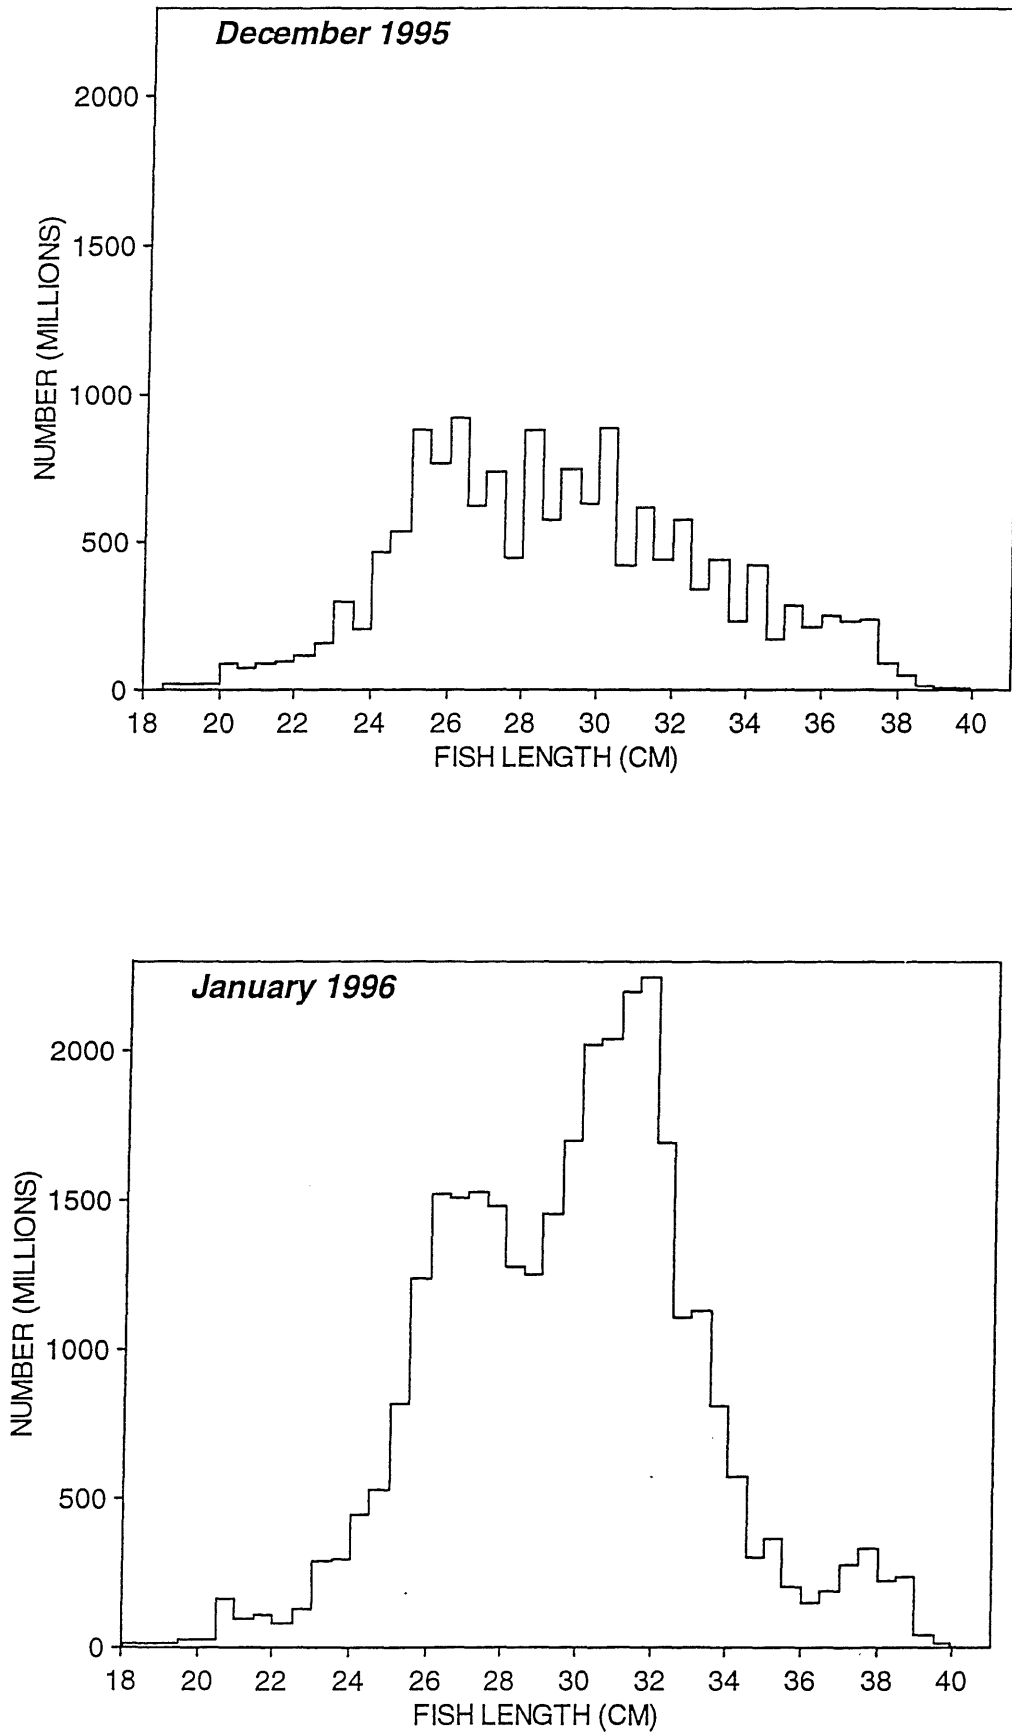 December 1995
2000
1500
1000
500
0
NUMBER (MILLIONS)
18 20 22 24 26 28 30 32 34 36 38 40
FISH LENGTH (CM)
January 1996
2000
1500
1000
500
0
NUMBER (MILLIONS)
18 20 22 24 26 28 30 32 34 36 38 40
FISH LENGTH (CM)